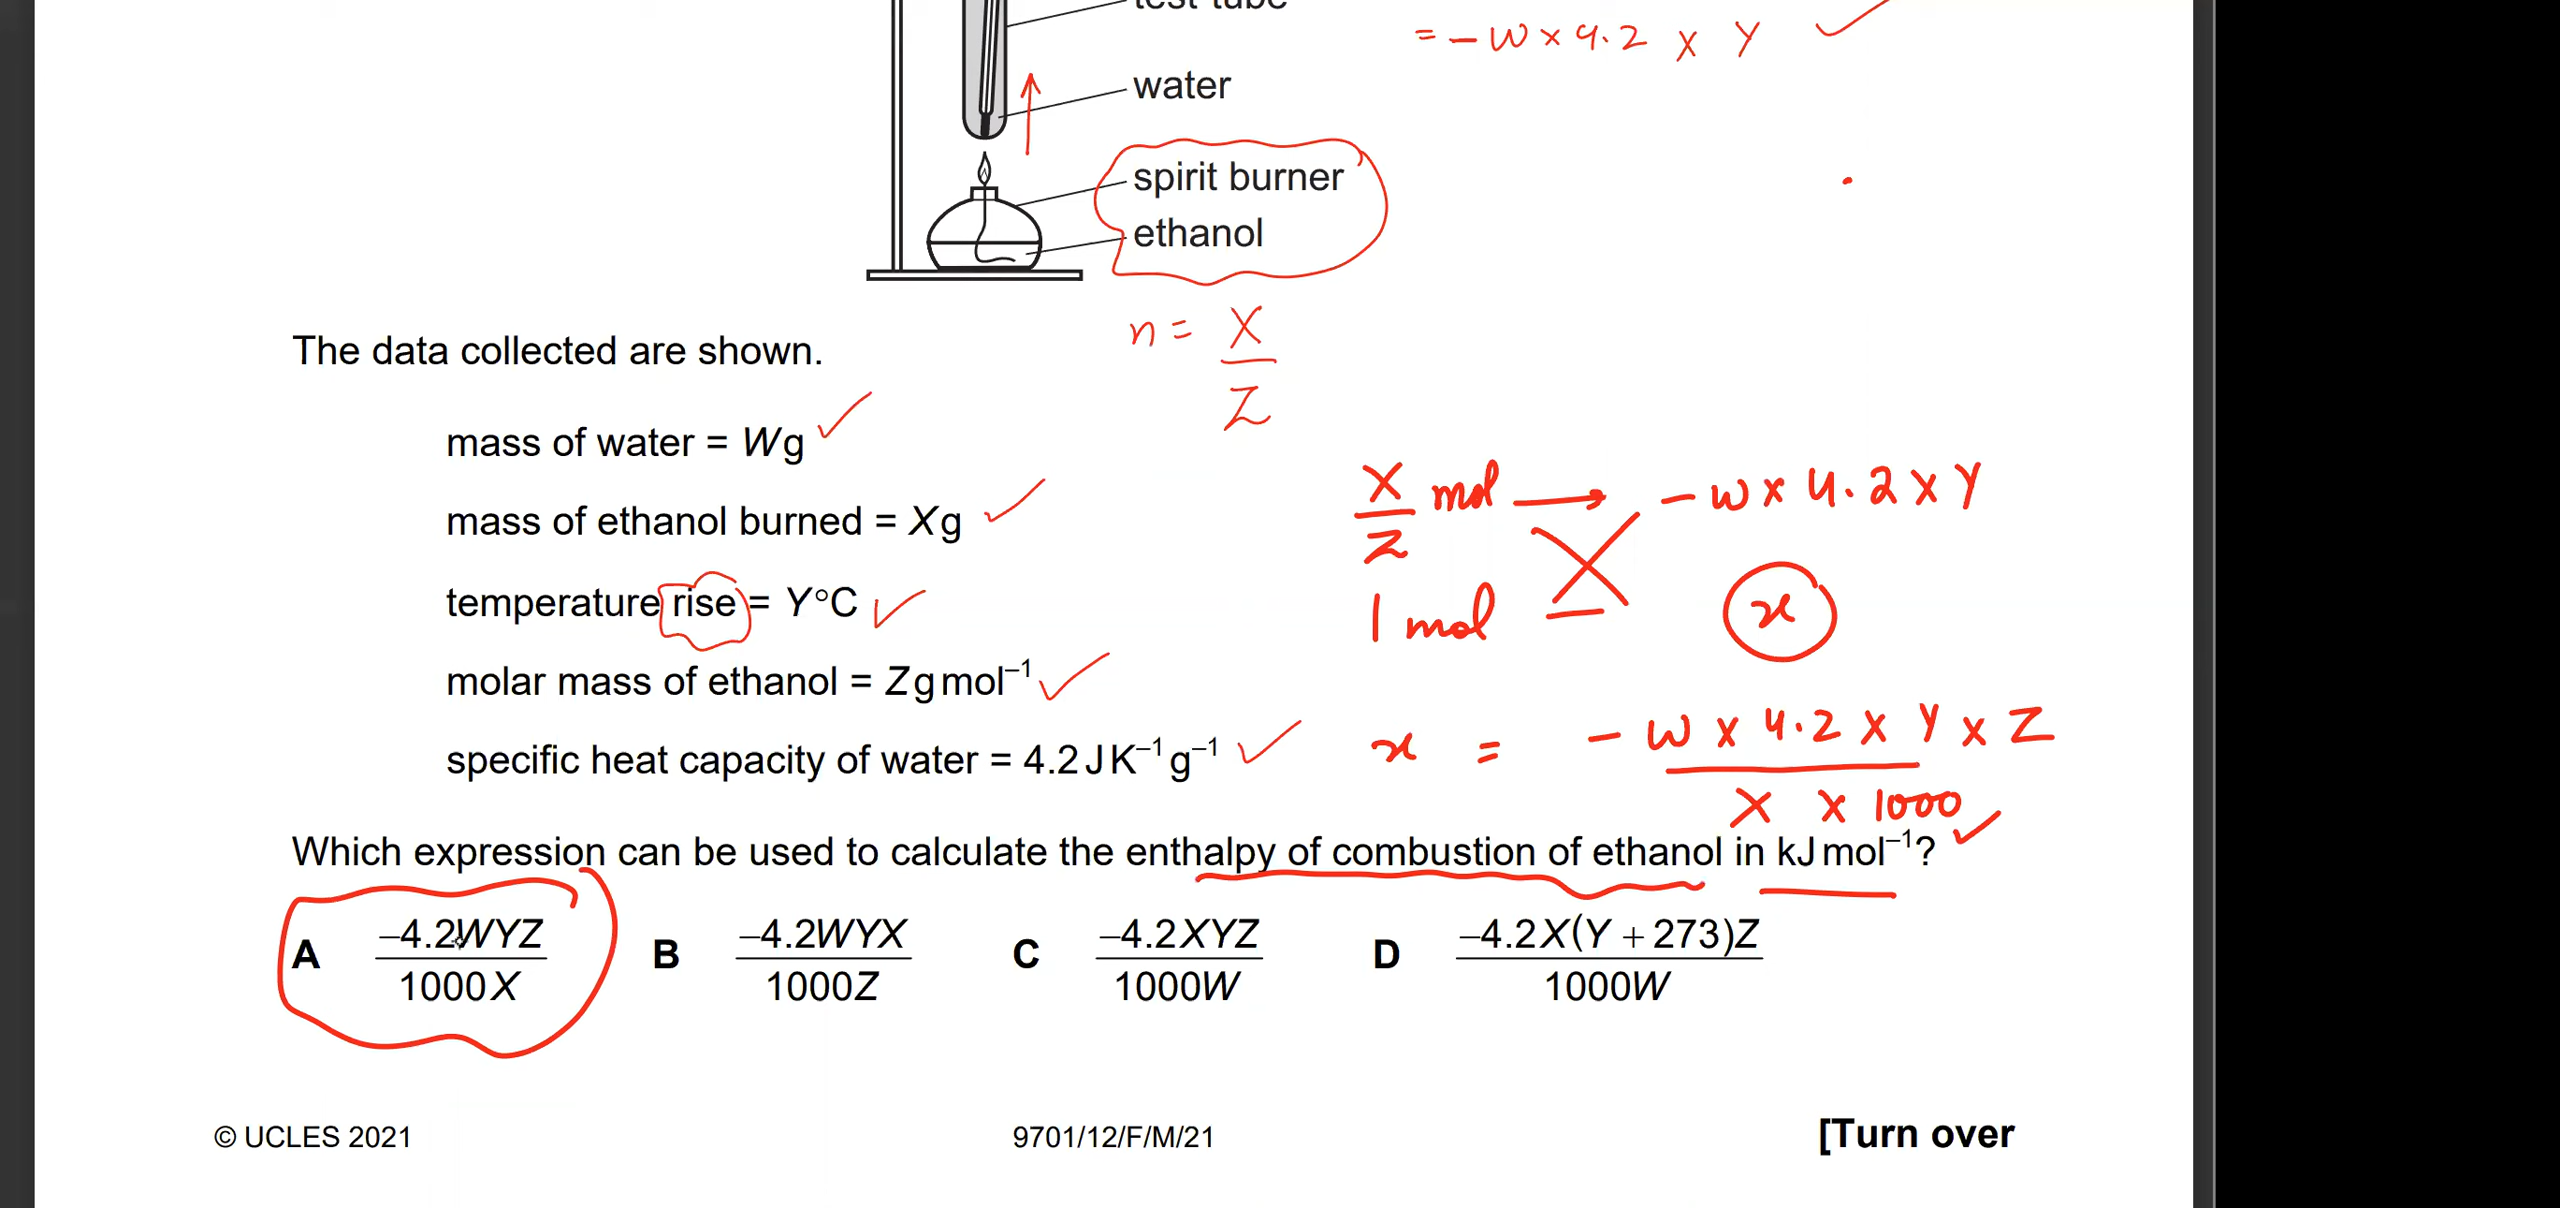 test tube
= – W × 4.2 × Y
water
spirit burner
ethanol
n = X / Z
The data collected are shown.
mass of water = Wg
mass of ethanol burned = Xg
temperature rise = Y°C
molar mass of ethanol = Zg mol⁻¹
specific heat capacity of water = 4.2 J K⁻¹ g⁻¹
X / Z mol → – W × 4.2 × Y
1 mol x
x = – W × 4.2 × Y × Z / X × 1000
Which expression can be used to calculate the enthalpy of combustion of ethanol in kJ mol⁻¹?
A –4.2WYZ / 1000X B –4.2WYX / 1000Z C –4.2XYZ / 1000W D –4.2X(Y + 273)Z / 1000W
© UCLES 2021 9701/12/F/M/21 [Turn over